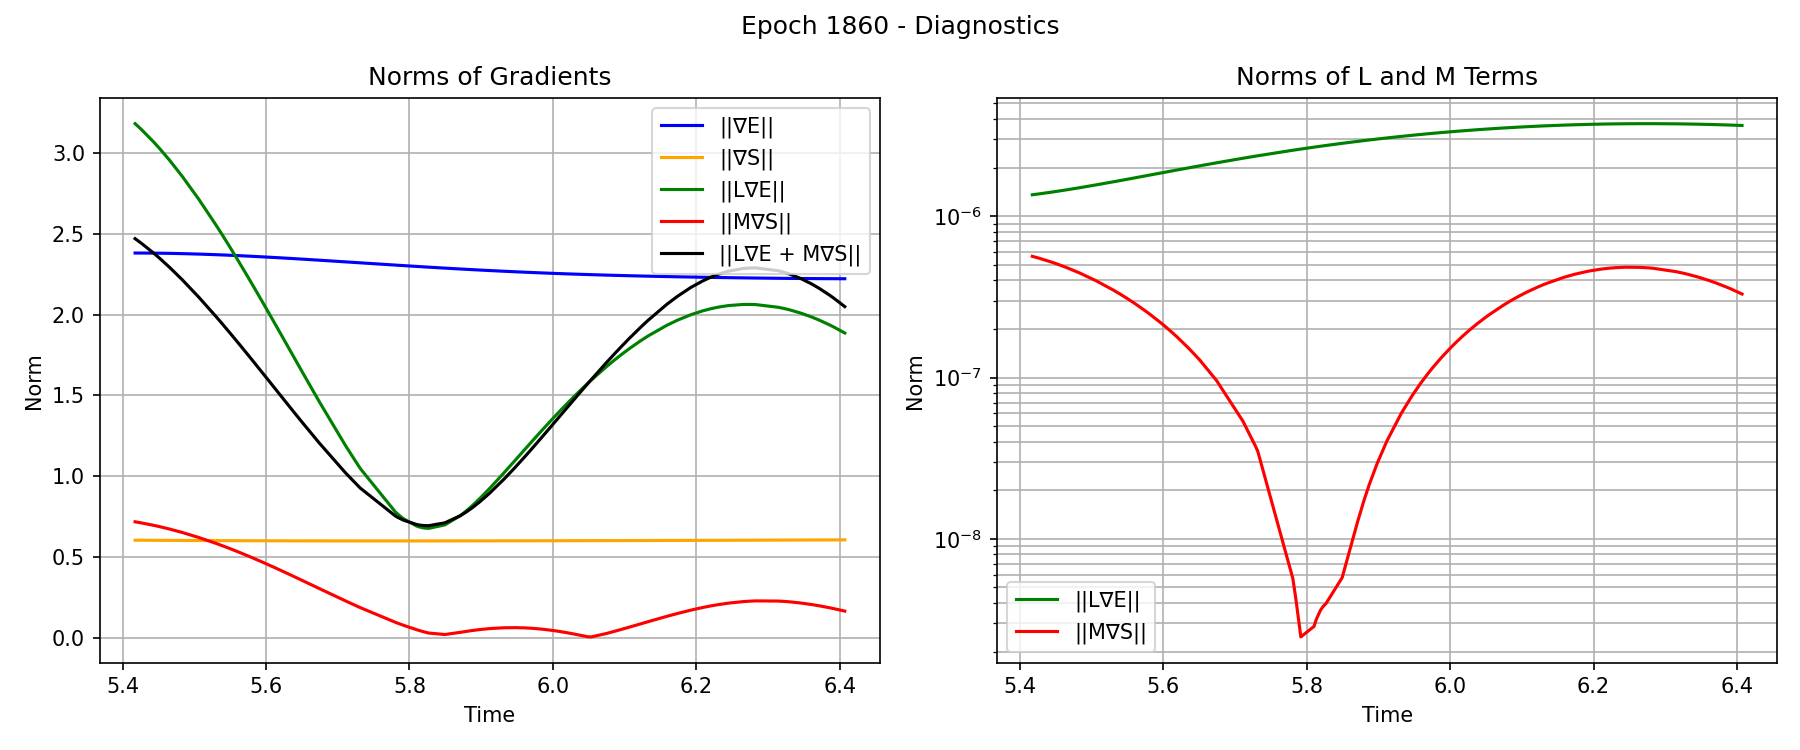 Epoch 1860 - Diagnostics
Norms of Gradients
Norm
3.0
2.5
2.0
1.5
1.0
0.5
0.0
||∇E||
||∇S||
||L∇E||
||M∇S||
||L∇E + M∇S||
5.4 5.6 5.8 6.0 6.2 6.4
Time
Norms of L and M Terms
Norm
10⁻⁶
10⁻⁷
10⁻⁸
||L∇E||
||M∇S||
5.4 5.6 5.8 6.0 6.2 6.4
Time